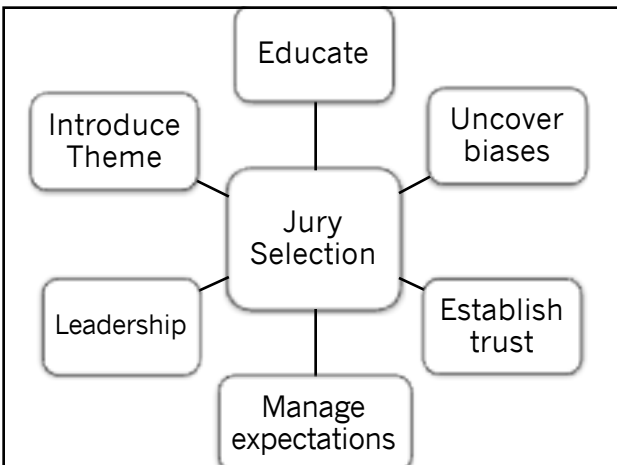 Educate
Uncover
biases
Establish
trust
Manage
expectations
Leadership
Introduce
Theme
Jury
Selection